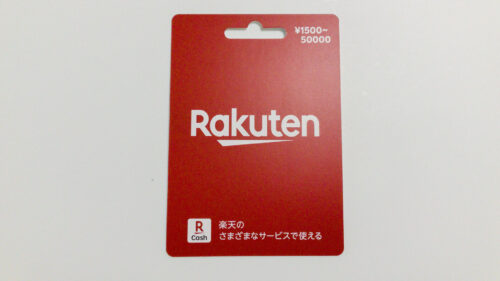 ¥1500~
50000
Rakuten
R
Cash
楽天の
さまざまなサービスで使える